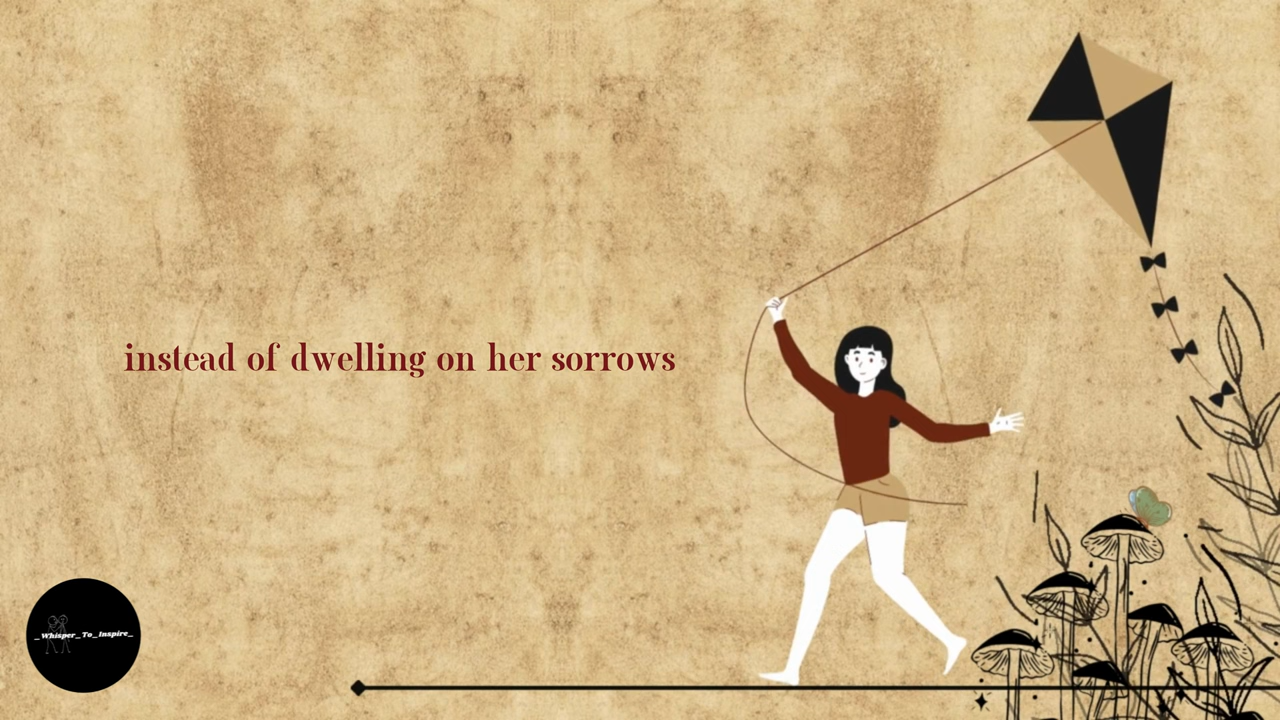 instead of dwelling on her sorrows
_Whisper_To_Inspire_